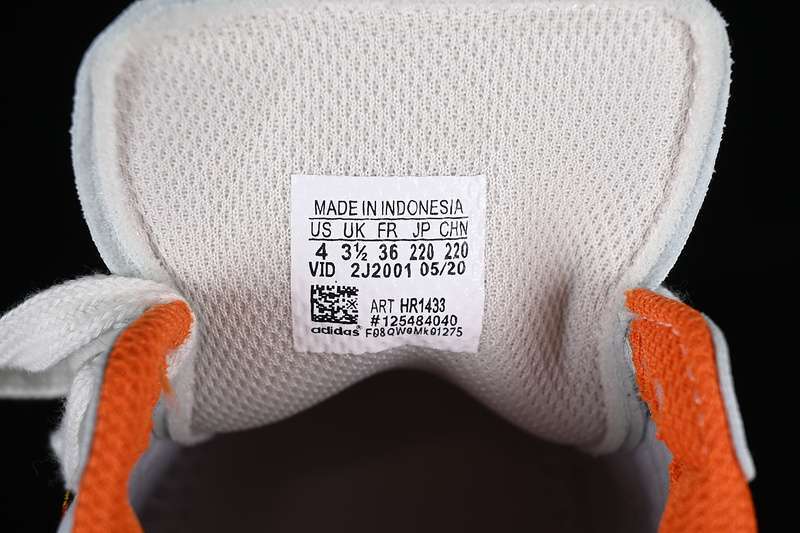 MADE IN INDONESIA
US UK FR JP CHN
4 3½ 36 220 220
VID 2J2001 05/20
ART HR1433
#125484040
adidas F08QW0Mk01275